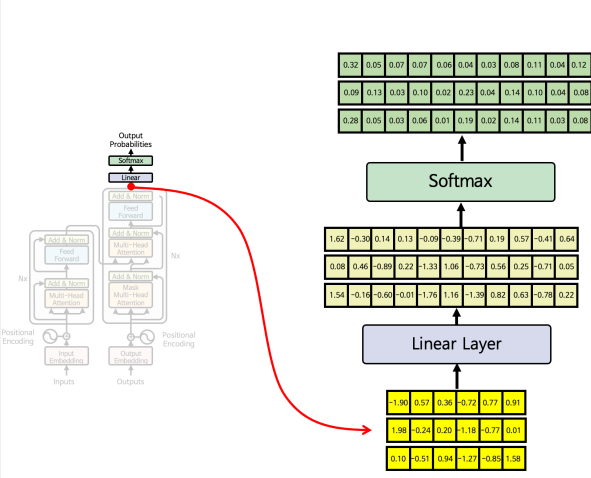 Output
Probabilities
Softmax
Linear
Add & Norm
Feed
Forward
Add & Norm
Multi-Head
Attention
Nx
Add & Norm
Mask
Multi-Head
Attention
Add & Norm
Feed
Forward
Nx
Add & Norm
Multi-Head
Attention
Positional
Encoding
Positional
Encoding
Input
Embedding
Output
Embedding
Inputs
Outputs
0.32 0.05 0.07 0.07 0.06 0.04 0.03 0.08 0.11 0.04 0.12
0.09 0.13 0.03 0.10 0.02 0.23 0.04 0.14 0.10 0.04 0.08
0.28 0.05 0.03 0.06 0.01 0.19 0.02 0.14 0.11 0.03 0.08
Softmax
1.62 -0.30 0.14 0.13 -0.09 -0.39 -0.71 0.19 0.57 -0.41 0.64
0.08 0.46 -0.89 0.22 -1.33 1.06 -0.73 0.56 0.25 -0.71 0.05
1.54 -0.16 -0.60 -0.01 -1.76 1.16 -1.39 0.82 0.63 -0.78 0.22
Linear Layer
-1.90 0.57 0.36 -0.72 0.77 0.91
1.98 -0.24 0.20 -1.18 -0.77 0.01
0.10 -0.51 0.94 -1.27 -0.85 1.58